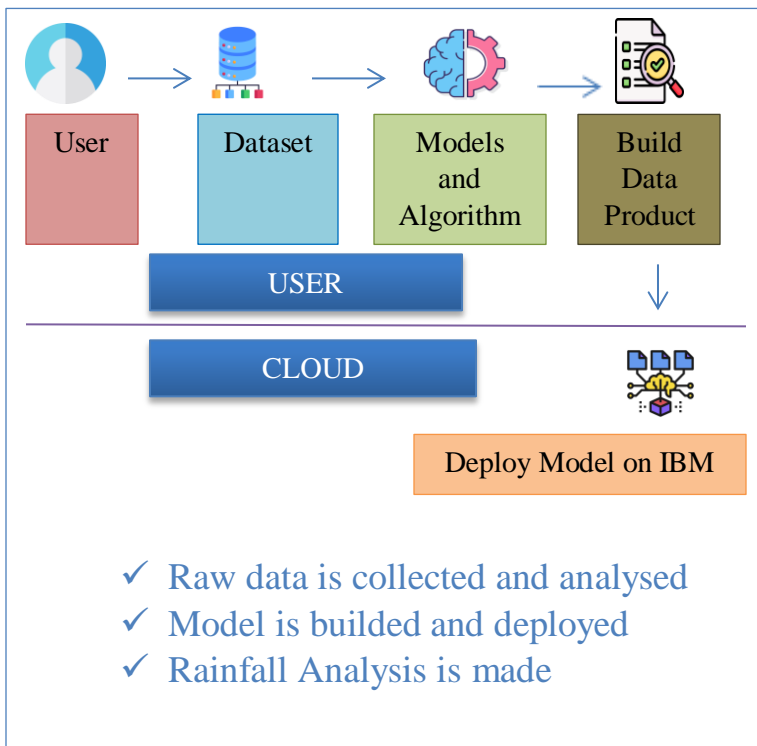 User
Dataset
Models
and
Algorithm
Build
Data
Product
USER
CLOUD
Deploy Model on IBM
✓ Raw data is collected and analysed
✓ Model is builded and deployed
✓ Rainfall Analysis is made